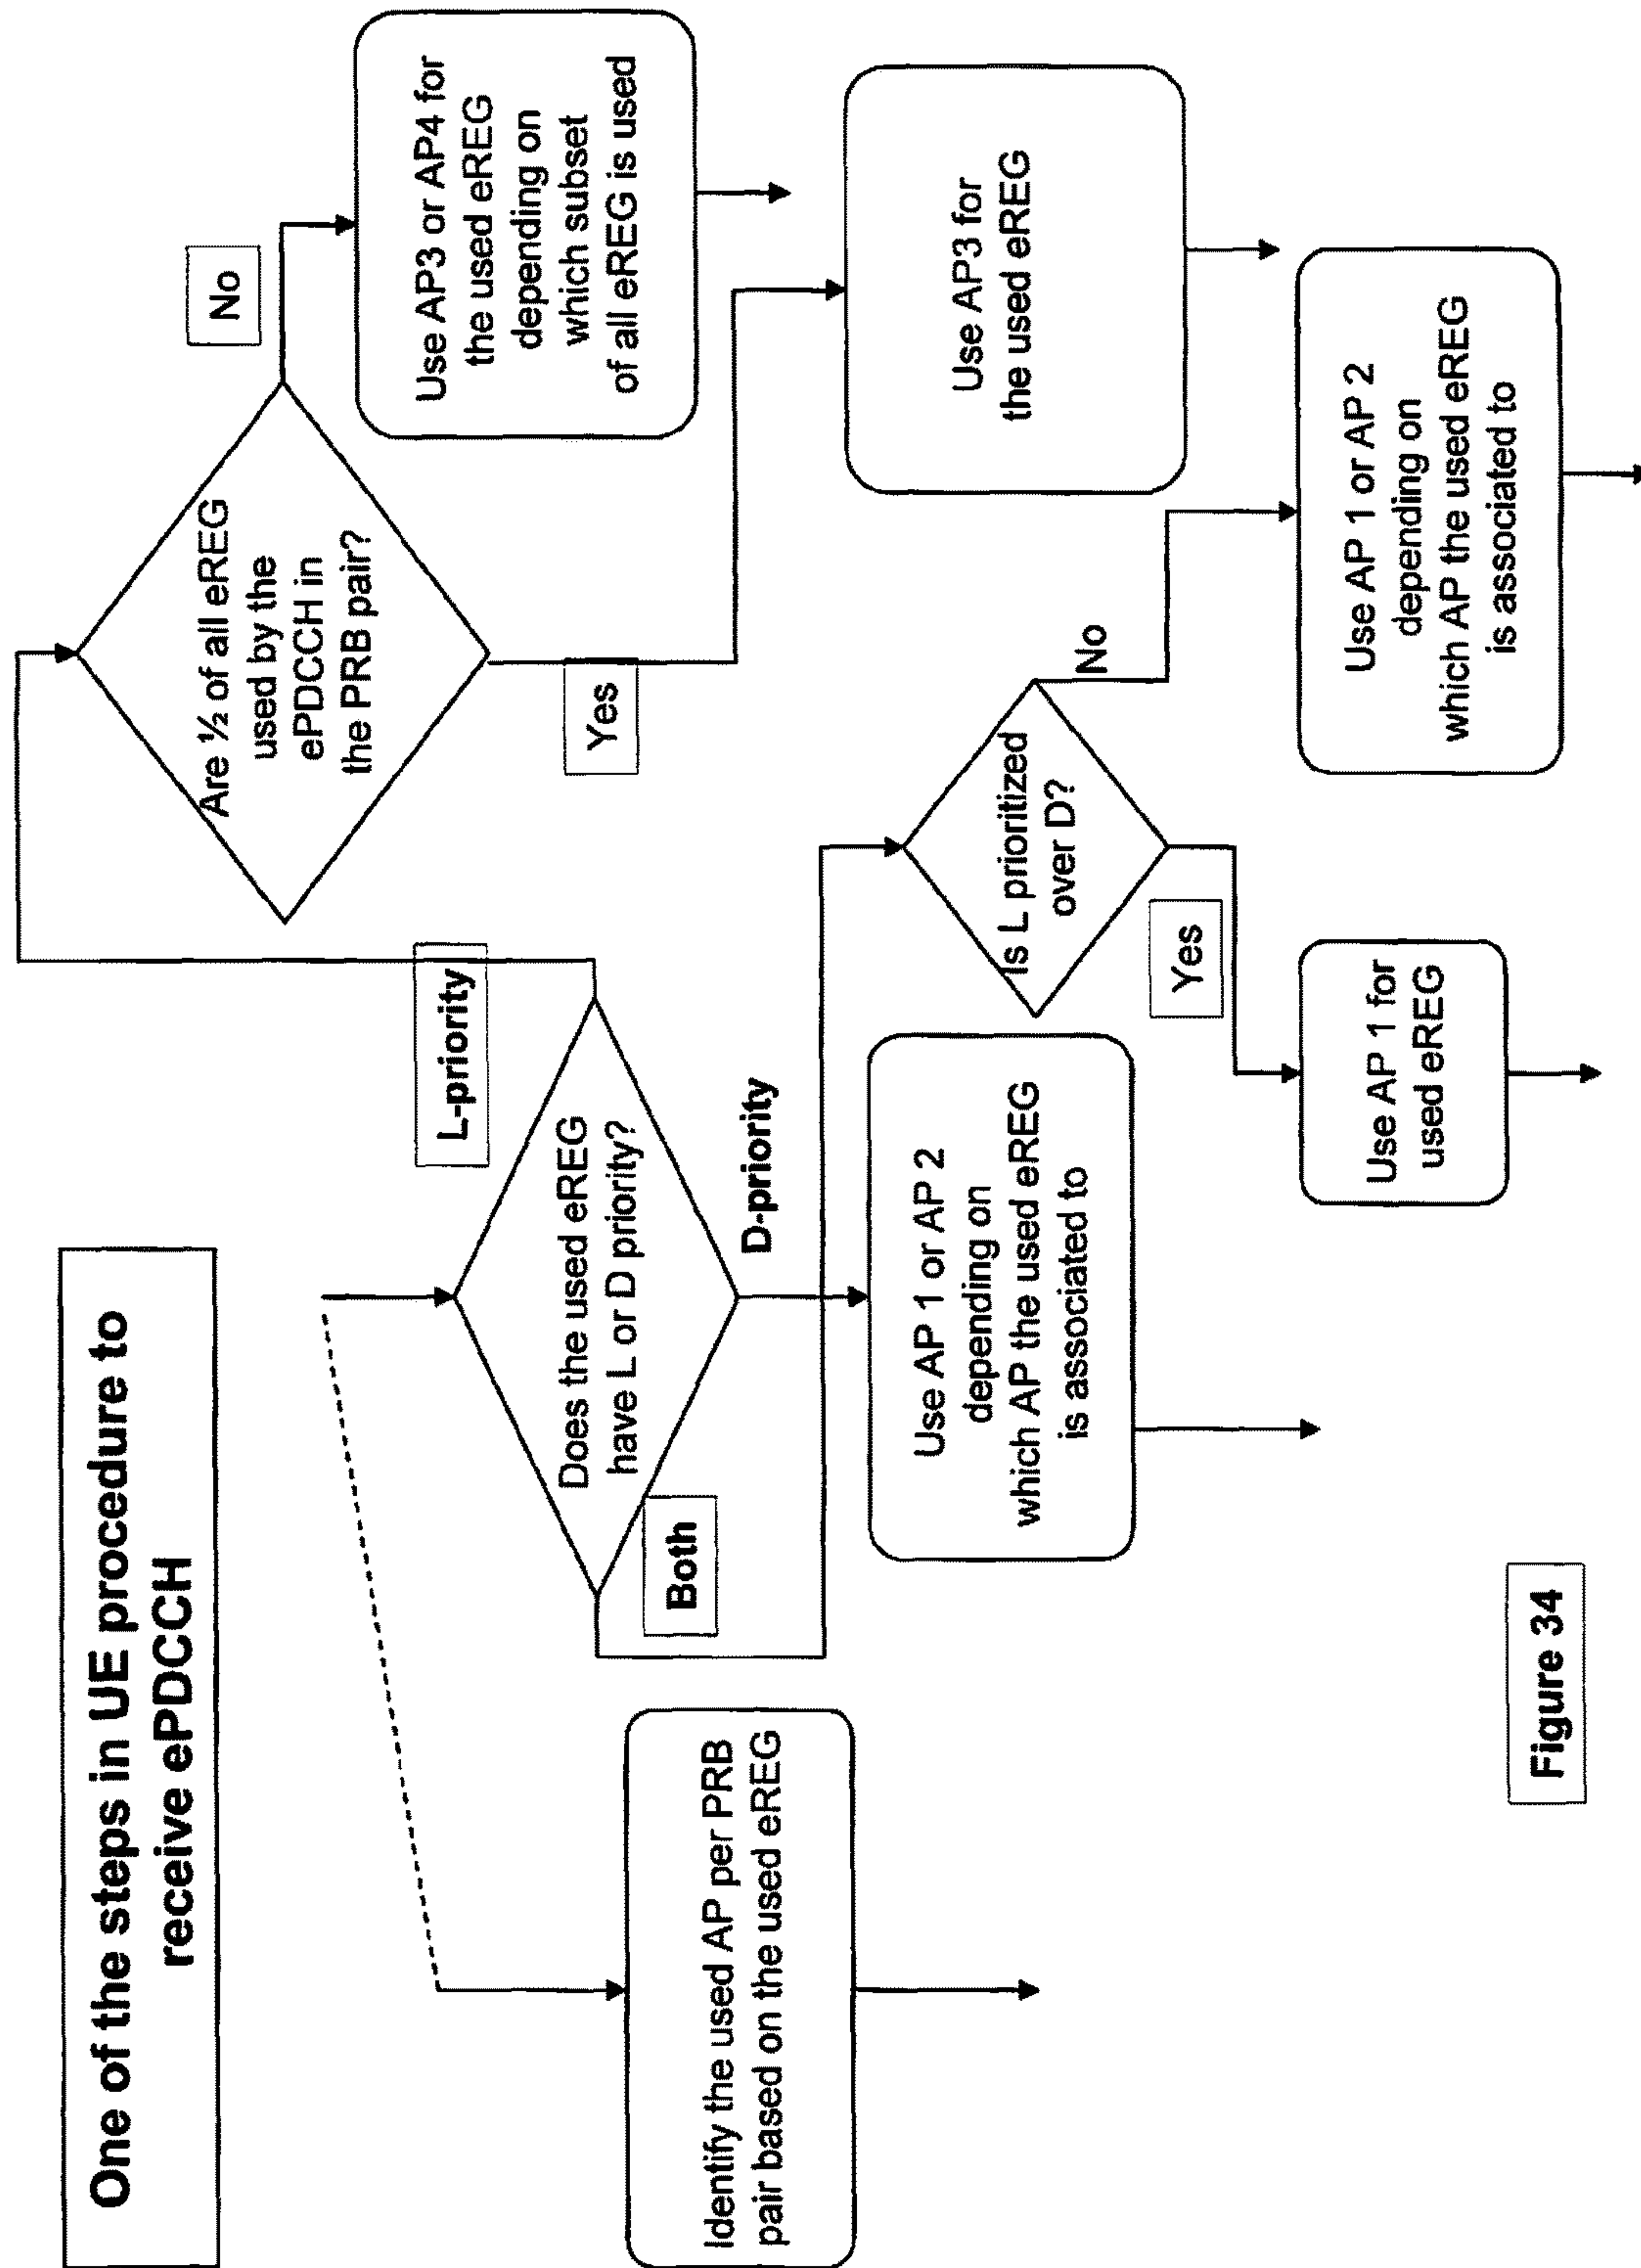 One of the steps in UE procedure to
receive ePDCCH
Identify the used AP per PRB
pair based on the used eREG
Does the used eREG
have L or D priority?
L-priority
Both
D-priority
Are ½ of all eREG
used by the
ePDCCH in
the PRB pair?
No
Yes
Use AP3 or AP4 for
the used eREG
depending on
which subset
of all eREG is used
Use AP3 for
the used eREG
Use AP 1 or AP 2
depending on
which AP the used eREG
is associated to
Is L prioritized
over D?
No
Yes
Use AP 1 or AP 2
depending on
which AP the used eREG
is associated to
Use AP 1 for
used eREG
Figure 34